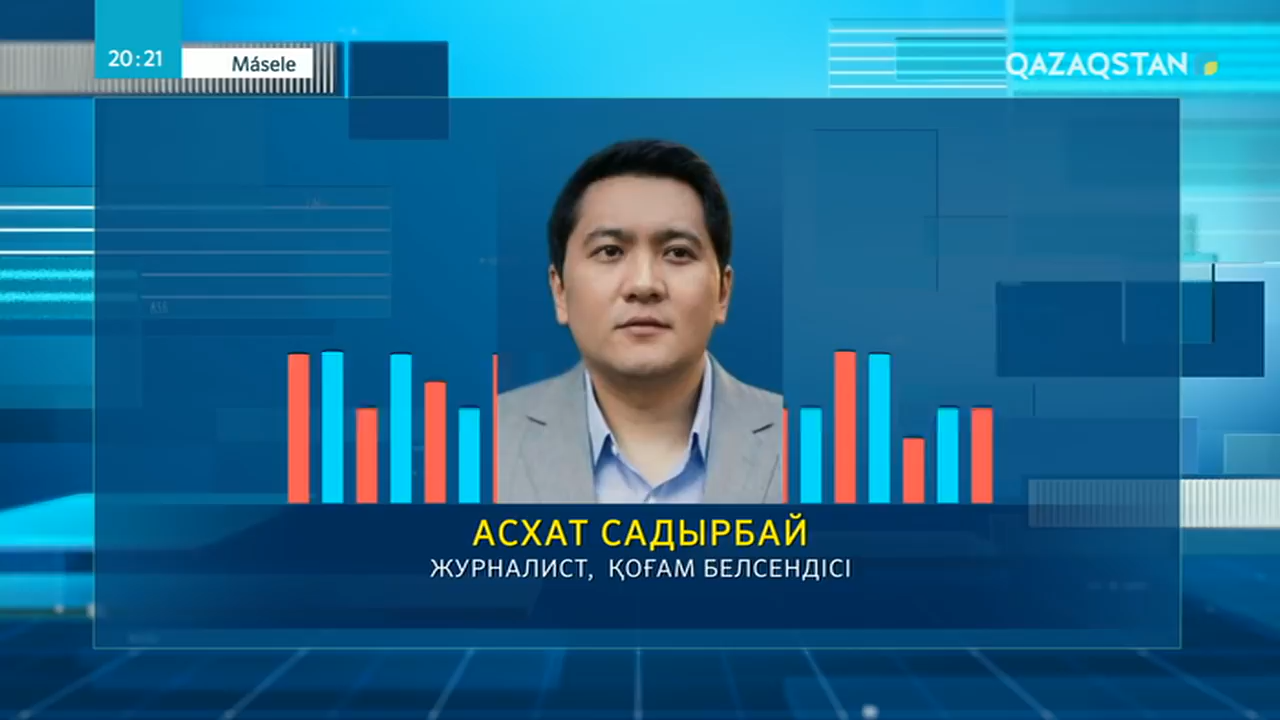 20:21
Másele
QAZAQSTAN
АСХАТ САДЫРБАЙ
ЖУРНАЛИСТ, ҚОҒАМ БЕЛСЕНДІСІ